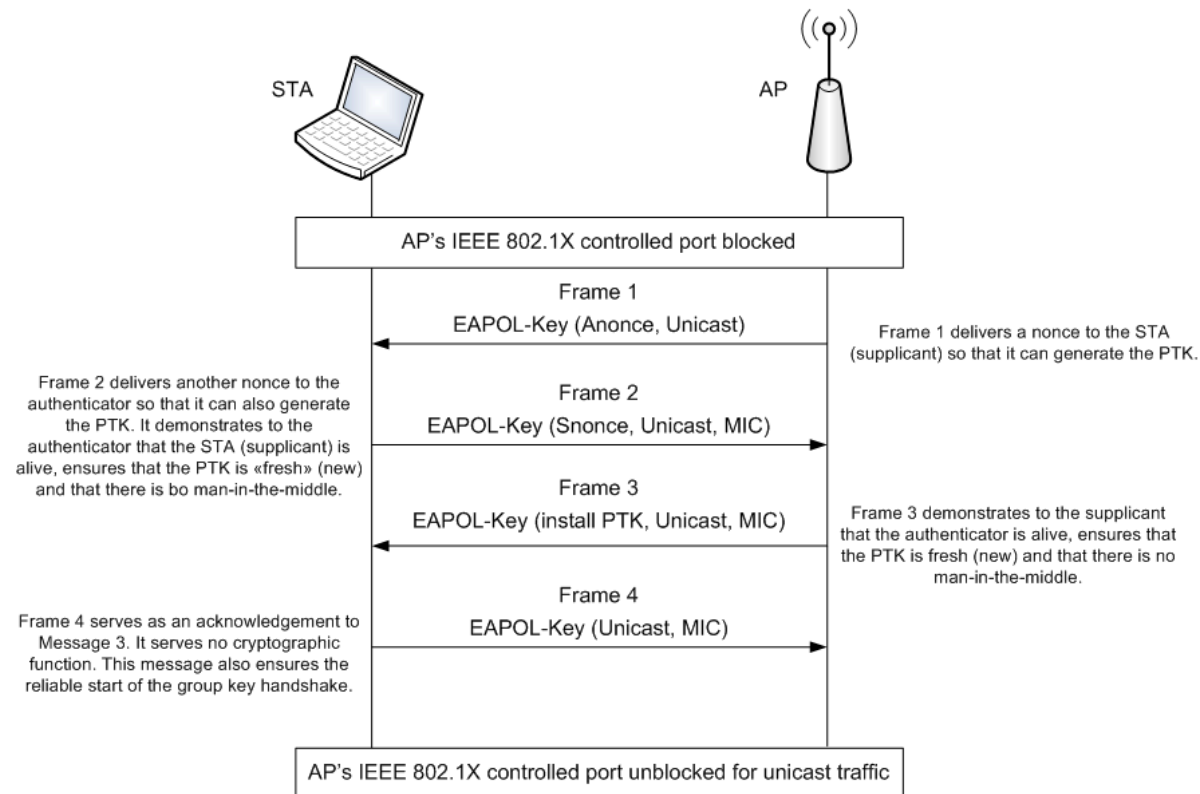 STA
AP
AP's IEEE 802.1X controlled port blocked
Frame 1
EAPOL-Key (Anonce, Unicast)
Frame 1 delivers a nonce to the STA
(supplicant) so that it can generate the PTK.
Frame 2 delivers another nonce to the
authenticator so that it can also generate
the PTK. It demonstrates to the
authenticator that the STA (supplicant) is
alive, ensures that the PTK is «fresh» (new)
and that there is bo man-in-the-middle.
Frame 2
EAPOL-Key (Snonce, Unicast, MIC)
Frame 3
EAPOL-Key (install PTK, Unicast, MIC)
Frame 3 demonstrates to the supplicant
that the authenticator is alive, ensures that
the PTK is fresh (new) and that there is no
man-in-the-middle.
Frame 4
EAPOL-Key (Unicast, MIC)
Frame 4 serves as an acknowledgement to
Message 3. It serves no cryptographic
function. This message also ensures the
reliable start of the group key handshake.
AP's IEEE 802.1X controlled port unblocked for unicast traffic